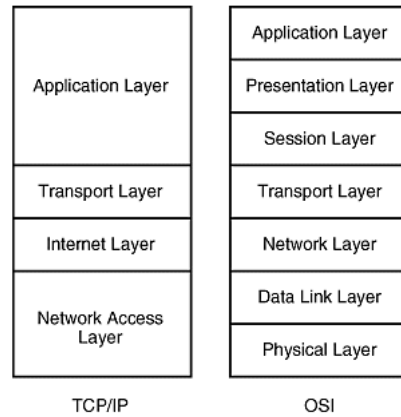 Application Layer
Transport Layer
Internet Layer
Network Access
Layer
TCP/IP
Application Layer
Presentation Layer
Session Layer
Transport Layer
Network Layer
Data Link Layer
Physical Layer
OSI